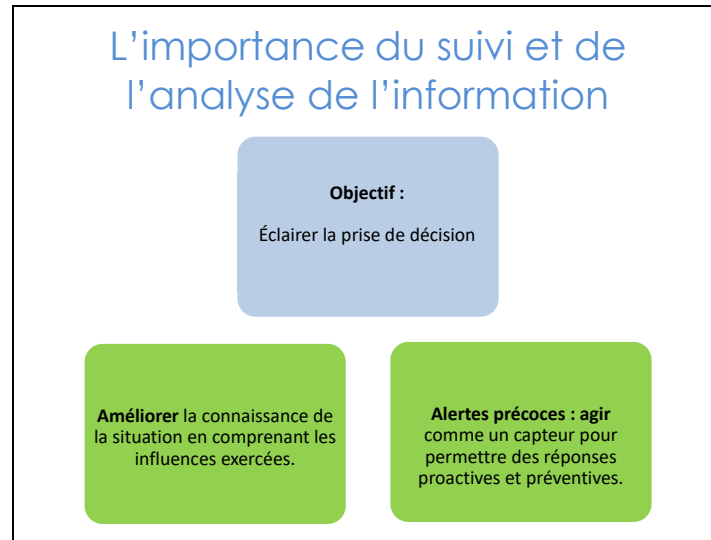 L’importance du suivi et de
l’analyse de l’information
Objectif :
Éclairer la prise de décision
Améliorer la connaissance de
la situation en comprenant les
influences exercées.
Alertes précoces : agir
comme un capteur pour
permettre des réponses
proactives et préventives.